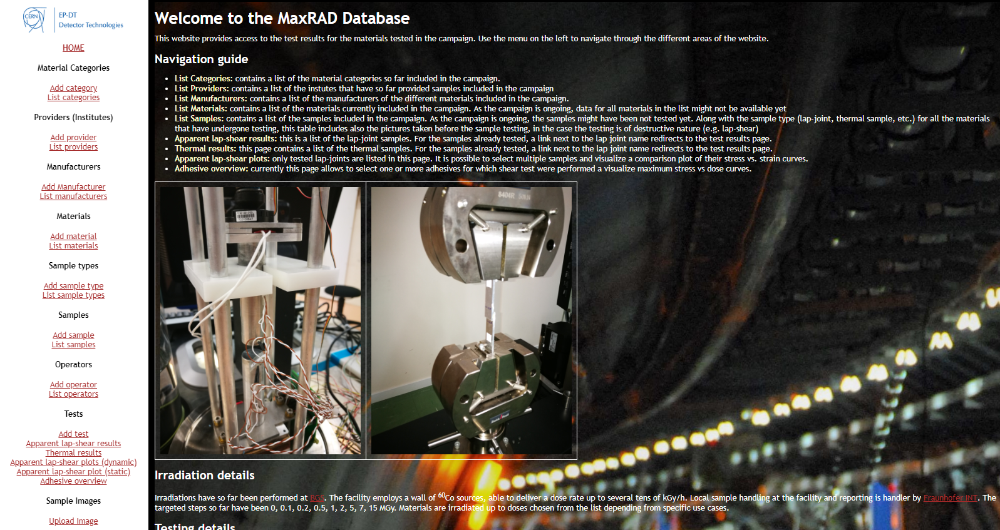 CERN
EP-DT
Detector Technologies
HOME
Material Categories
Add category
List categories
Providers (Institutes)
Add provider
List providers
Manufacturers
Add Manufacturer
List manufacturers
Materials
Add material
List materials
Sample types
Add sample type
List sample types
Samples
Add sample
List samples
Operators
Add operator
List operators
Tests
Add test
Apparent lap-shear results
Thermal results
Apparent lap-shear plots (dynamic)
Apparent lap-shear plot (static)
Adhesive overview
Sample Images
Upload Image
Welcome to the MaxRAD Database
This website provides access to the test results for the materials tested in the campaign. Use the menu on the left to navigate through the different areas of the website.
Navigation guide
• List Categories: contains a list of the material categories so far included in the campaign.
• List Providers: contains a list of the instutes that have so far provided samples included in the campaign
• List Manufacturers: contains a list of the manufacturers of the different materials included in the campaign.
• List Materials: contains a list of the materials currently included in the campaign. As the campaign is ongoing, data for all materials in the list might not be available yet
• List Samples: contains a list of the samples included in the campaign. As the campaign is ongoing, the samples might have been not tested yet. Along with the sample type (lap-joint, thermal sample, etc.) for all the materials
that have undergone testing, this table includes also the pictures taken before the sample testing, in the case the testing is of destructive nature (e.g. lap-shear)
• Apparent lap-shear results: this is a list of the lap-joint samples. For the samples already tested, a link next to the lap joint name redirects to the test results page.
• Thermal results: this page contains a list of the thermal samples. For the samples already tested, a link next to the lap joint name redirects to the test results page.
• Apparent lap-shear plots: only tested lap-joints are listed in this page. It is possible to select multiple samples and visualize a comparison plot of their stress vs. strain curves.
• Adhesive overview: currently this page allows to select one or more adhesives for which shear test were performed a visualize maximum stress vs dose curves.
Irradiation details
Irradiations have so far been performed at BGS. The facility employs a wall of ⁶⁰Co sources, able to deliver a dose rate up to several tens of kGy/h. Local sample handling at the facility and reporting is handler by Fraunhofer INT. The
targeted steps so far have been 0, 0.1, 0.2, 0.5, 1, 2, 5, 7, 15 MGy. Materials are irradiated up to doses chosen from the list depending from specific use cases.
Testing details